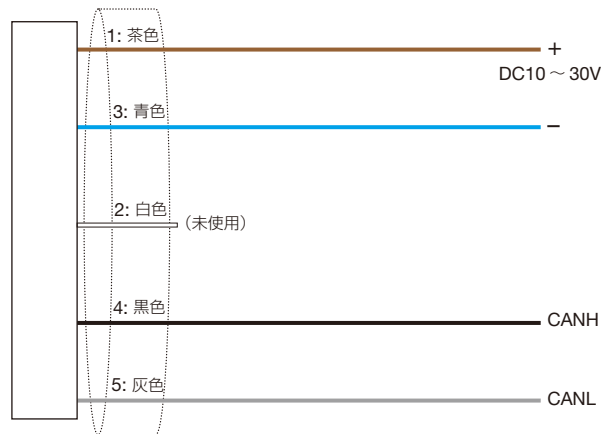 1: 茶色
+
DC10 ～ 30V
3: 青色
−
2: 白色
（未使用）
4: 黒色
CANH
5: 灰色
CANL